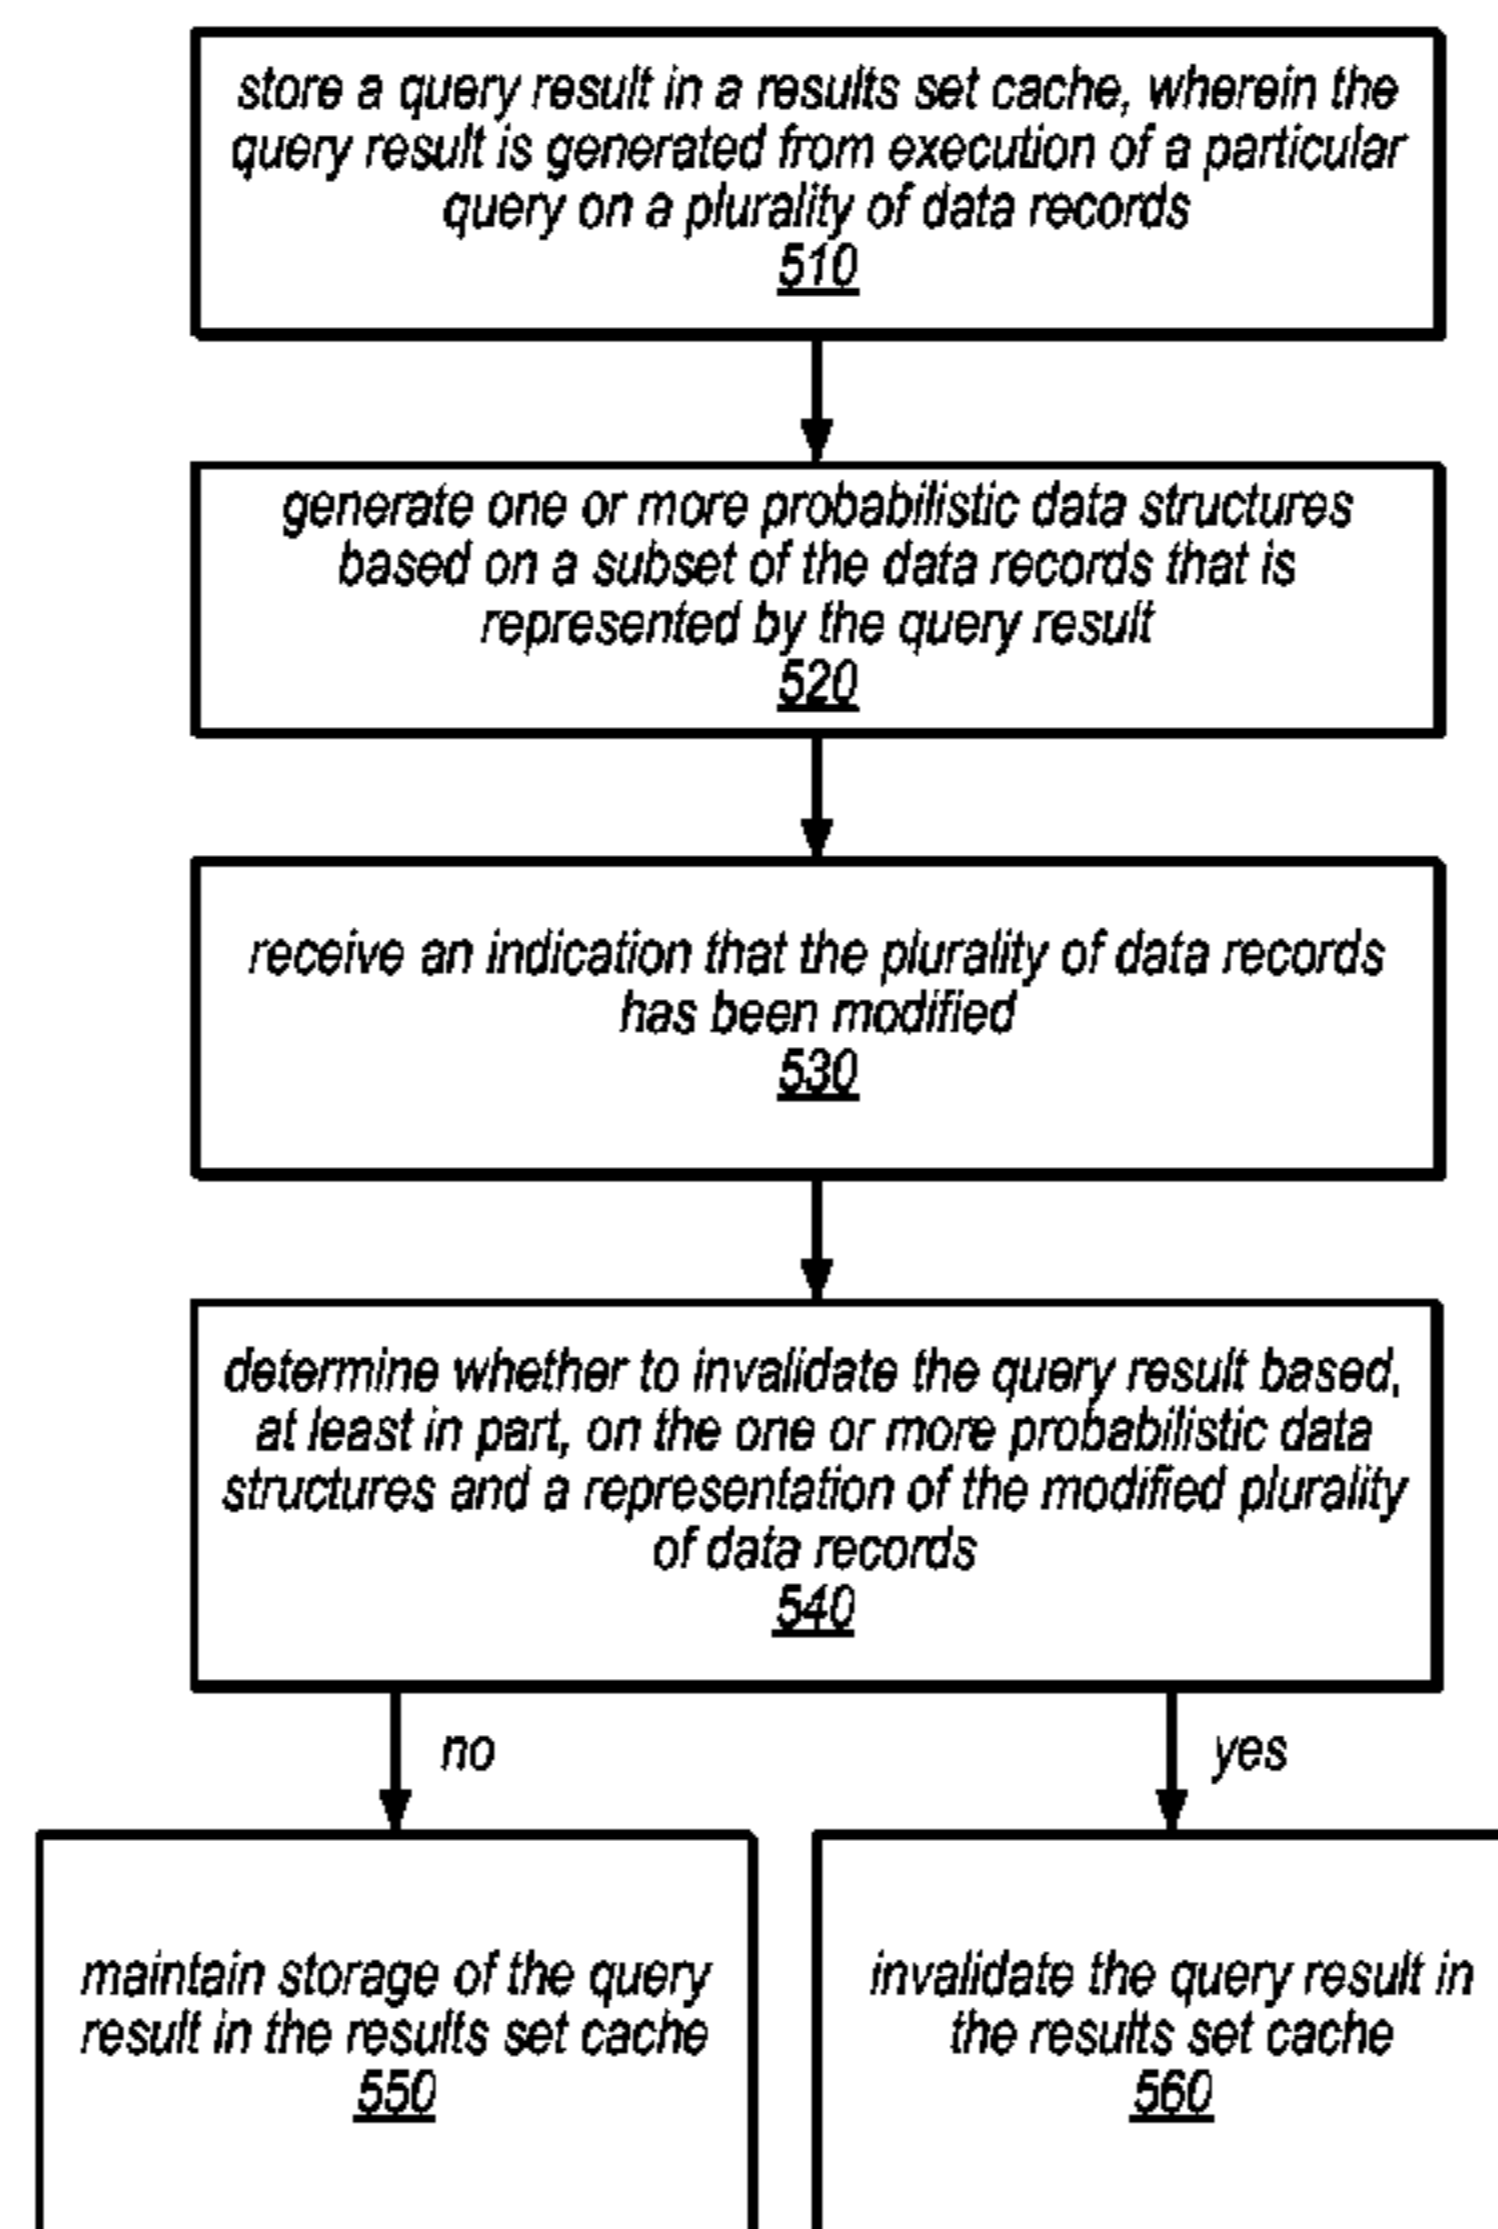 store a query result in a results set cache, wherein the
query result is generated from execution of a particular
query on a plurality of data records
510
generate one or more probabilistic data structures
based on a subset of the data records that is
represented by the query result
520
receive an indication that the plurality of data records
has been modified
530
determine whether to invalidate the query result based,
at least in part, on the one or more probabilistic data
structures and a representation of the modified plurality
of data records
540
no
yes
maintain storage of the query
result in the results set cache
550
invalidate the query result in
the results set cache
560